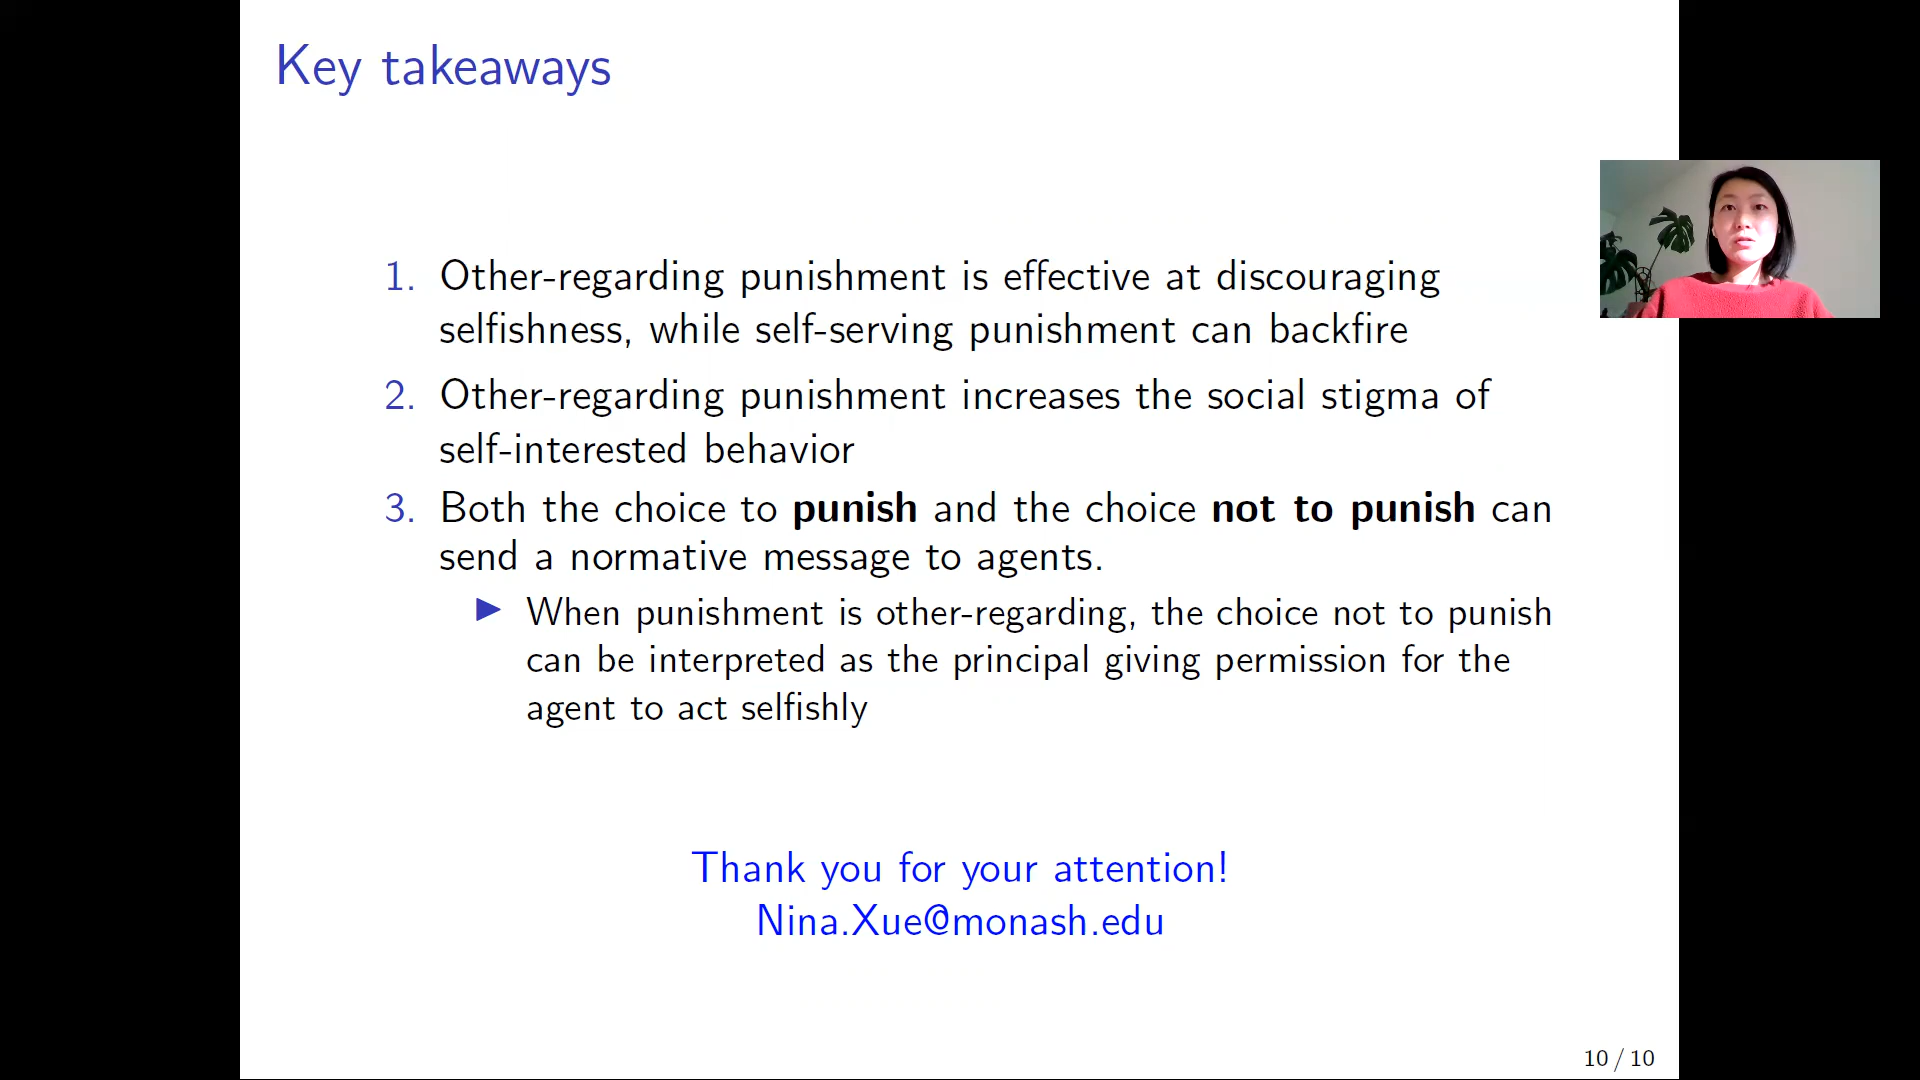 Key takeaways
1. Other-regarding punishment is effective at discouraging
selfishness, while self-serving punishment can backfire
2. Other-regarding punishment increases the social stigma of
self-interested behavior
3. Both the choice to punish and the choice not to punish can
send a normative message to agents.
▶ When punishment is other-regarding, the choice not to punish
can be interpreted as the principal giving permission for the
agent to act selfishly
Thank you for your attention!
Nina.Xue@monash.edu
10 / 10